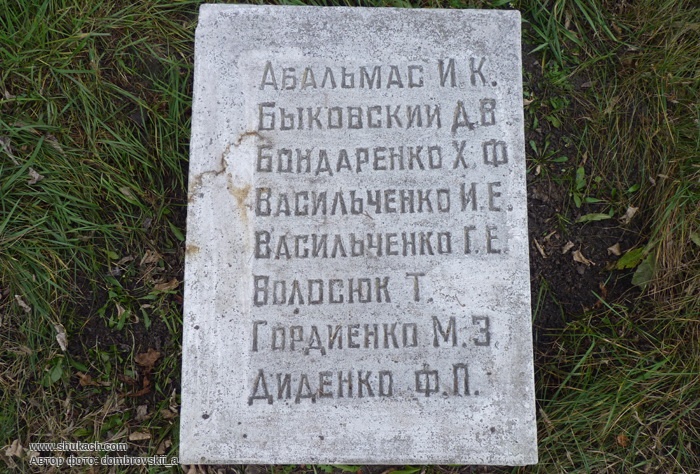 Абальмас И.К.
Быковский Д.В
Бондаренко Х.Ф
Васильченко И.Е.
Васильченко Г.Е.
Волосюк Т.
Гордиенко М.З
Диденко Ф.П.
www.shukach.com
Автор фото: dombrovskii_a